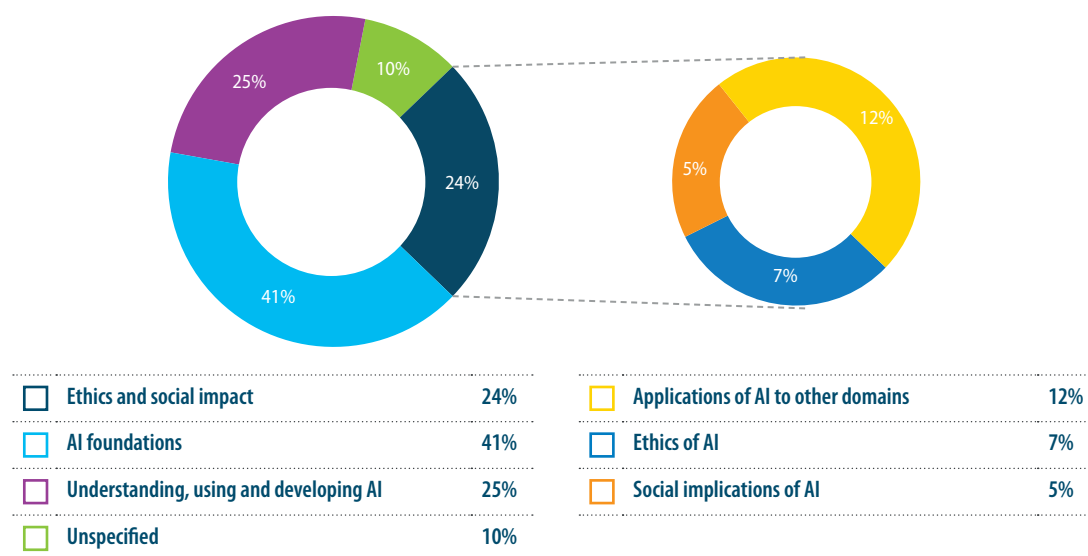 10%
25%
12%
5%
24%
7%
41%
Ethics and social impact 24%
AI foundations 41%
Understanding, using and developing AI 25%
Unspecified 10%
Applications of AI to other domains 12%
Ethics of AI 7%
Social implications of AI 5%